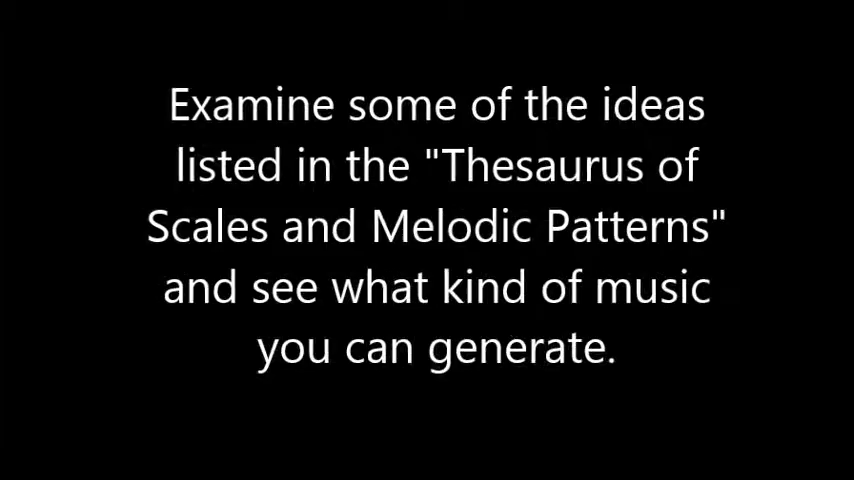 Examine some of the ideas
listed in the "Thesaurus of
Scales and Melodic Patterns"
and see what kind of music
you can generate.